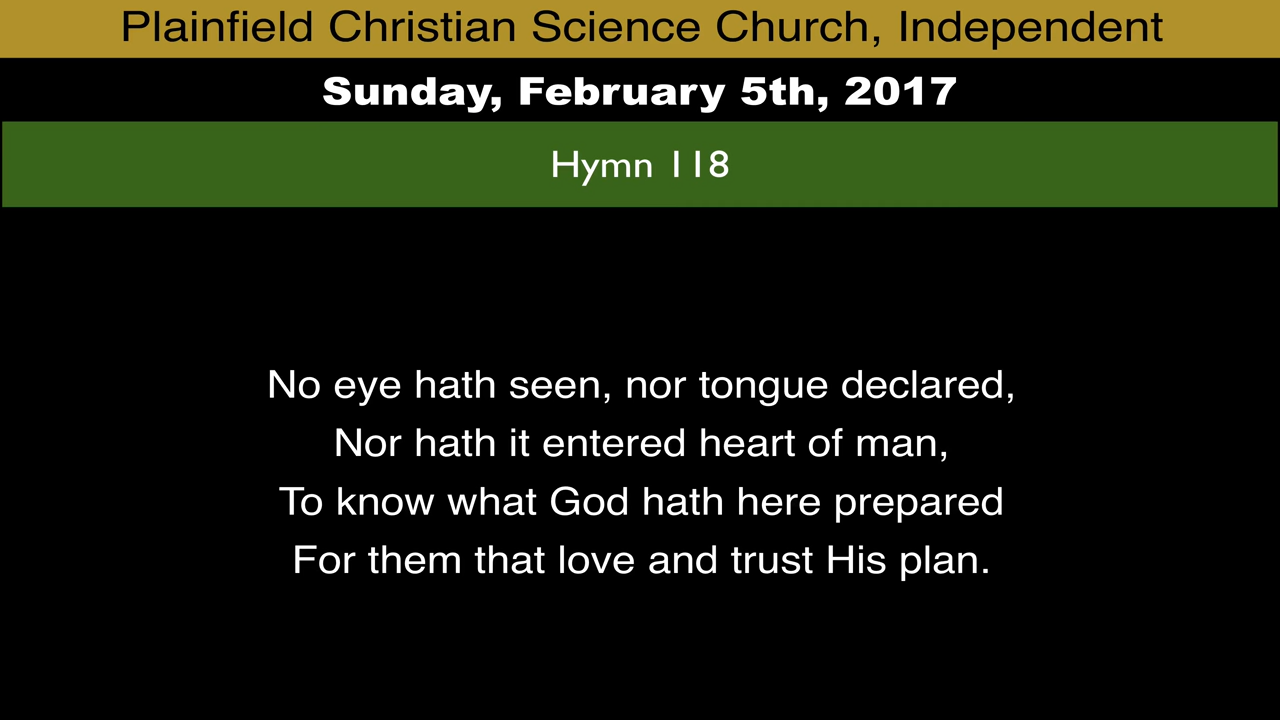 Plainfield Christian Science Church, Independent
Sunday, February 5th, 2017
Hymn 118
No eye hath seen, nor tongue declared,
Nor hath it entered heart of man,
To know what God hath here prepared
For them that love and trust His plan.